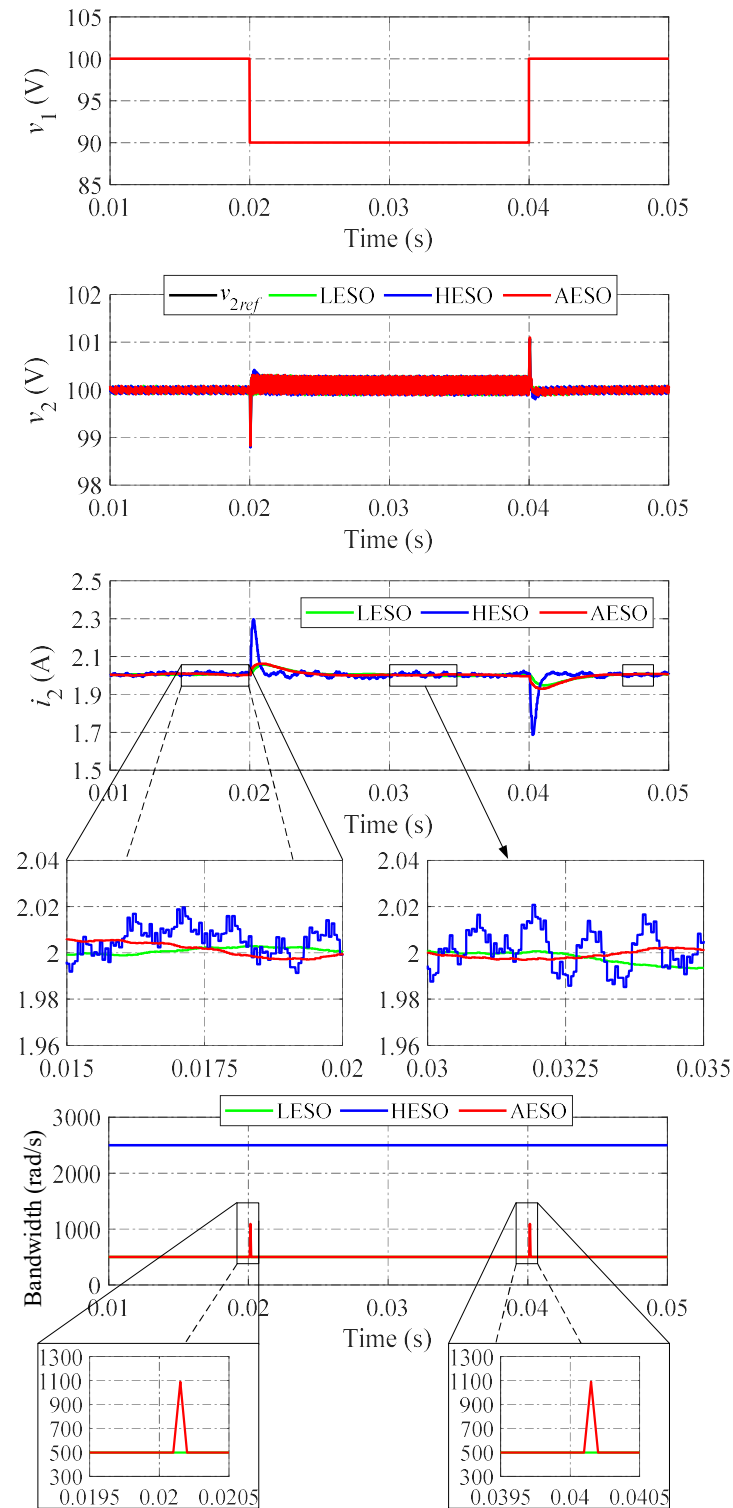 105
100
95
90
85
v1 (V)
0.01 0.02 0.03 0.04 0.05
Time (s)
v2ref LESO HESO AESO
102
101
100
99
98
v2 (V)
0.01 0.02 0.03 0.04 0.05
Time (s)
LESO HESO AESO
2.5
2.3
2.1
1.9
1.7
1.5
i2 (A)
0.01 0.02 0.03 0.04 0.05
Time (s)
2.04
2.02
2
1.98
1.96
0.015 0.0175 0.02
2.04
2.02
2
1.98
1.96
0.03 0.0325 0.035
LESO HESO AESO
3000
2000
1000
0
Bandwidth (rad/s)
0.01 0.02 0.03 0.04 0.05
Time (s)
1300
1100
900
700
500
300
0.0195 0.02 0.0205
1300
1100
900
700
500
300
0.0395 0.04 0.0405